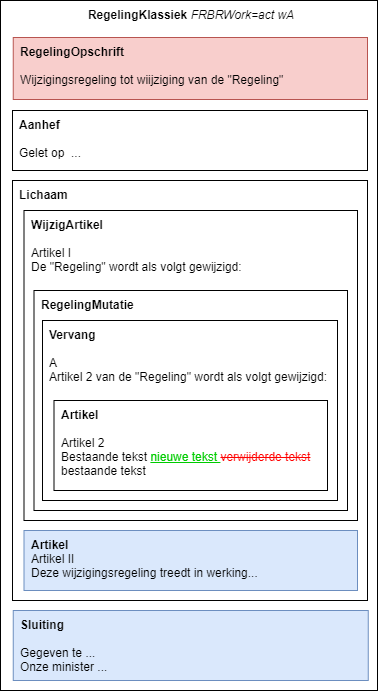 RegelingKlassiek FRBRWork=act wA
RegelingOpschrift
Wijzigingsregeling tot wiijziging van de "Regeling"
Aanhef
Gelet op ...
Lichaam
WijzigArtikel
Artikel I
De "Regeling" wordt als volgt gewijzigd:
RegelingMutatie
Vervang
A
Artikel 2 van de "Regeling" wordt als volgt gewijzigd:
Artikel
Artikel 2
Bestaande tekst nieuwe tekst verwijderde tekst
bestaande tekst
Artikel
Artikel II
Deze wijzigingsregeling treedt in werking...
Sluiting
Gegeven te ...
Onze minister ...